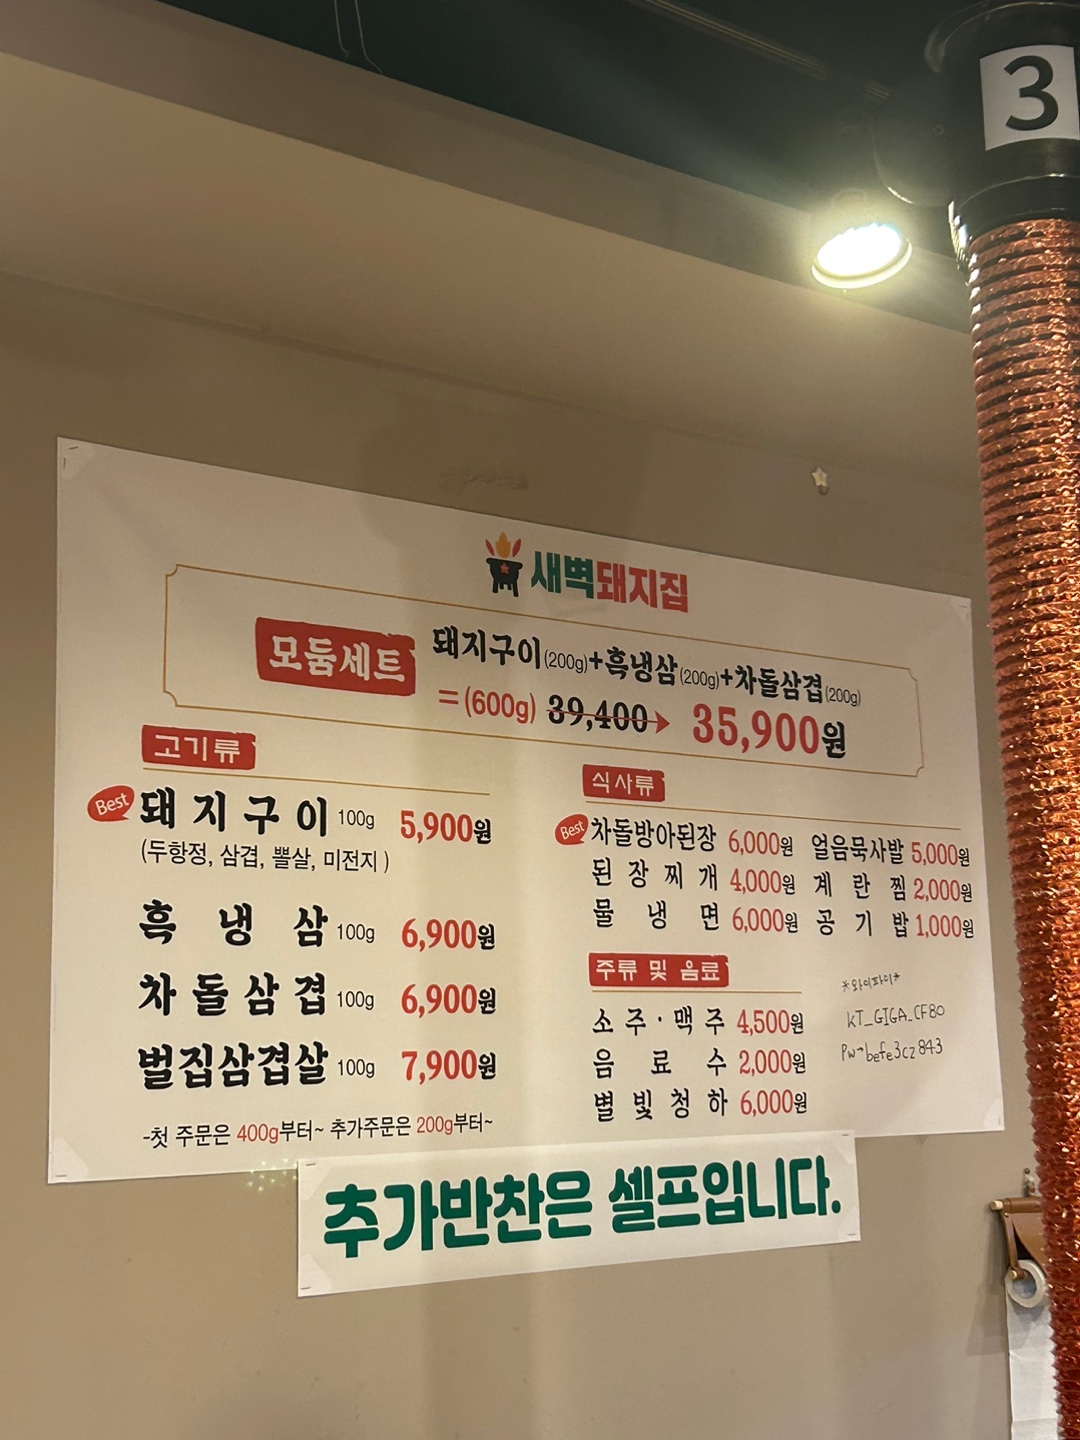 3
새벽돼지집
모둠세트
돼지구이(200g)+흑냉삼(200g)+차돌삼겹(200g)
=(600g) 39,400 35,900원
고기류
Best 돼지구이 100g 5,900원
(두항정, 삼겹, 뽈살, 미전지)
흑냉삼 100g 6,900원
차돌삼겹 100g 6,900원
벌집삼겹살 100g 7,900원
-첫 주문은 400g부터~ 추가주문은 200g부터~
식사류
Best 차돌방아된장 6,000원 얼음묵사발 5,000원
된장찌개 4,000원 계란찜 2,000원
물냉면 6,000원 공기밥 1,000원
주류 및 음료
소주·맥주 4,500원
음료수 2,000원
별빛청하 6,000원
*와이파이*
KT_GIGA_CF80
Pw~befe3cz843
추가반찬은 셀프입니다.